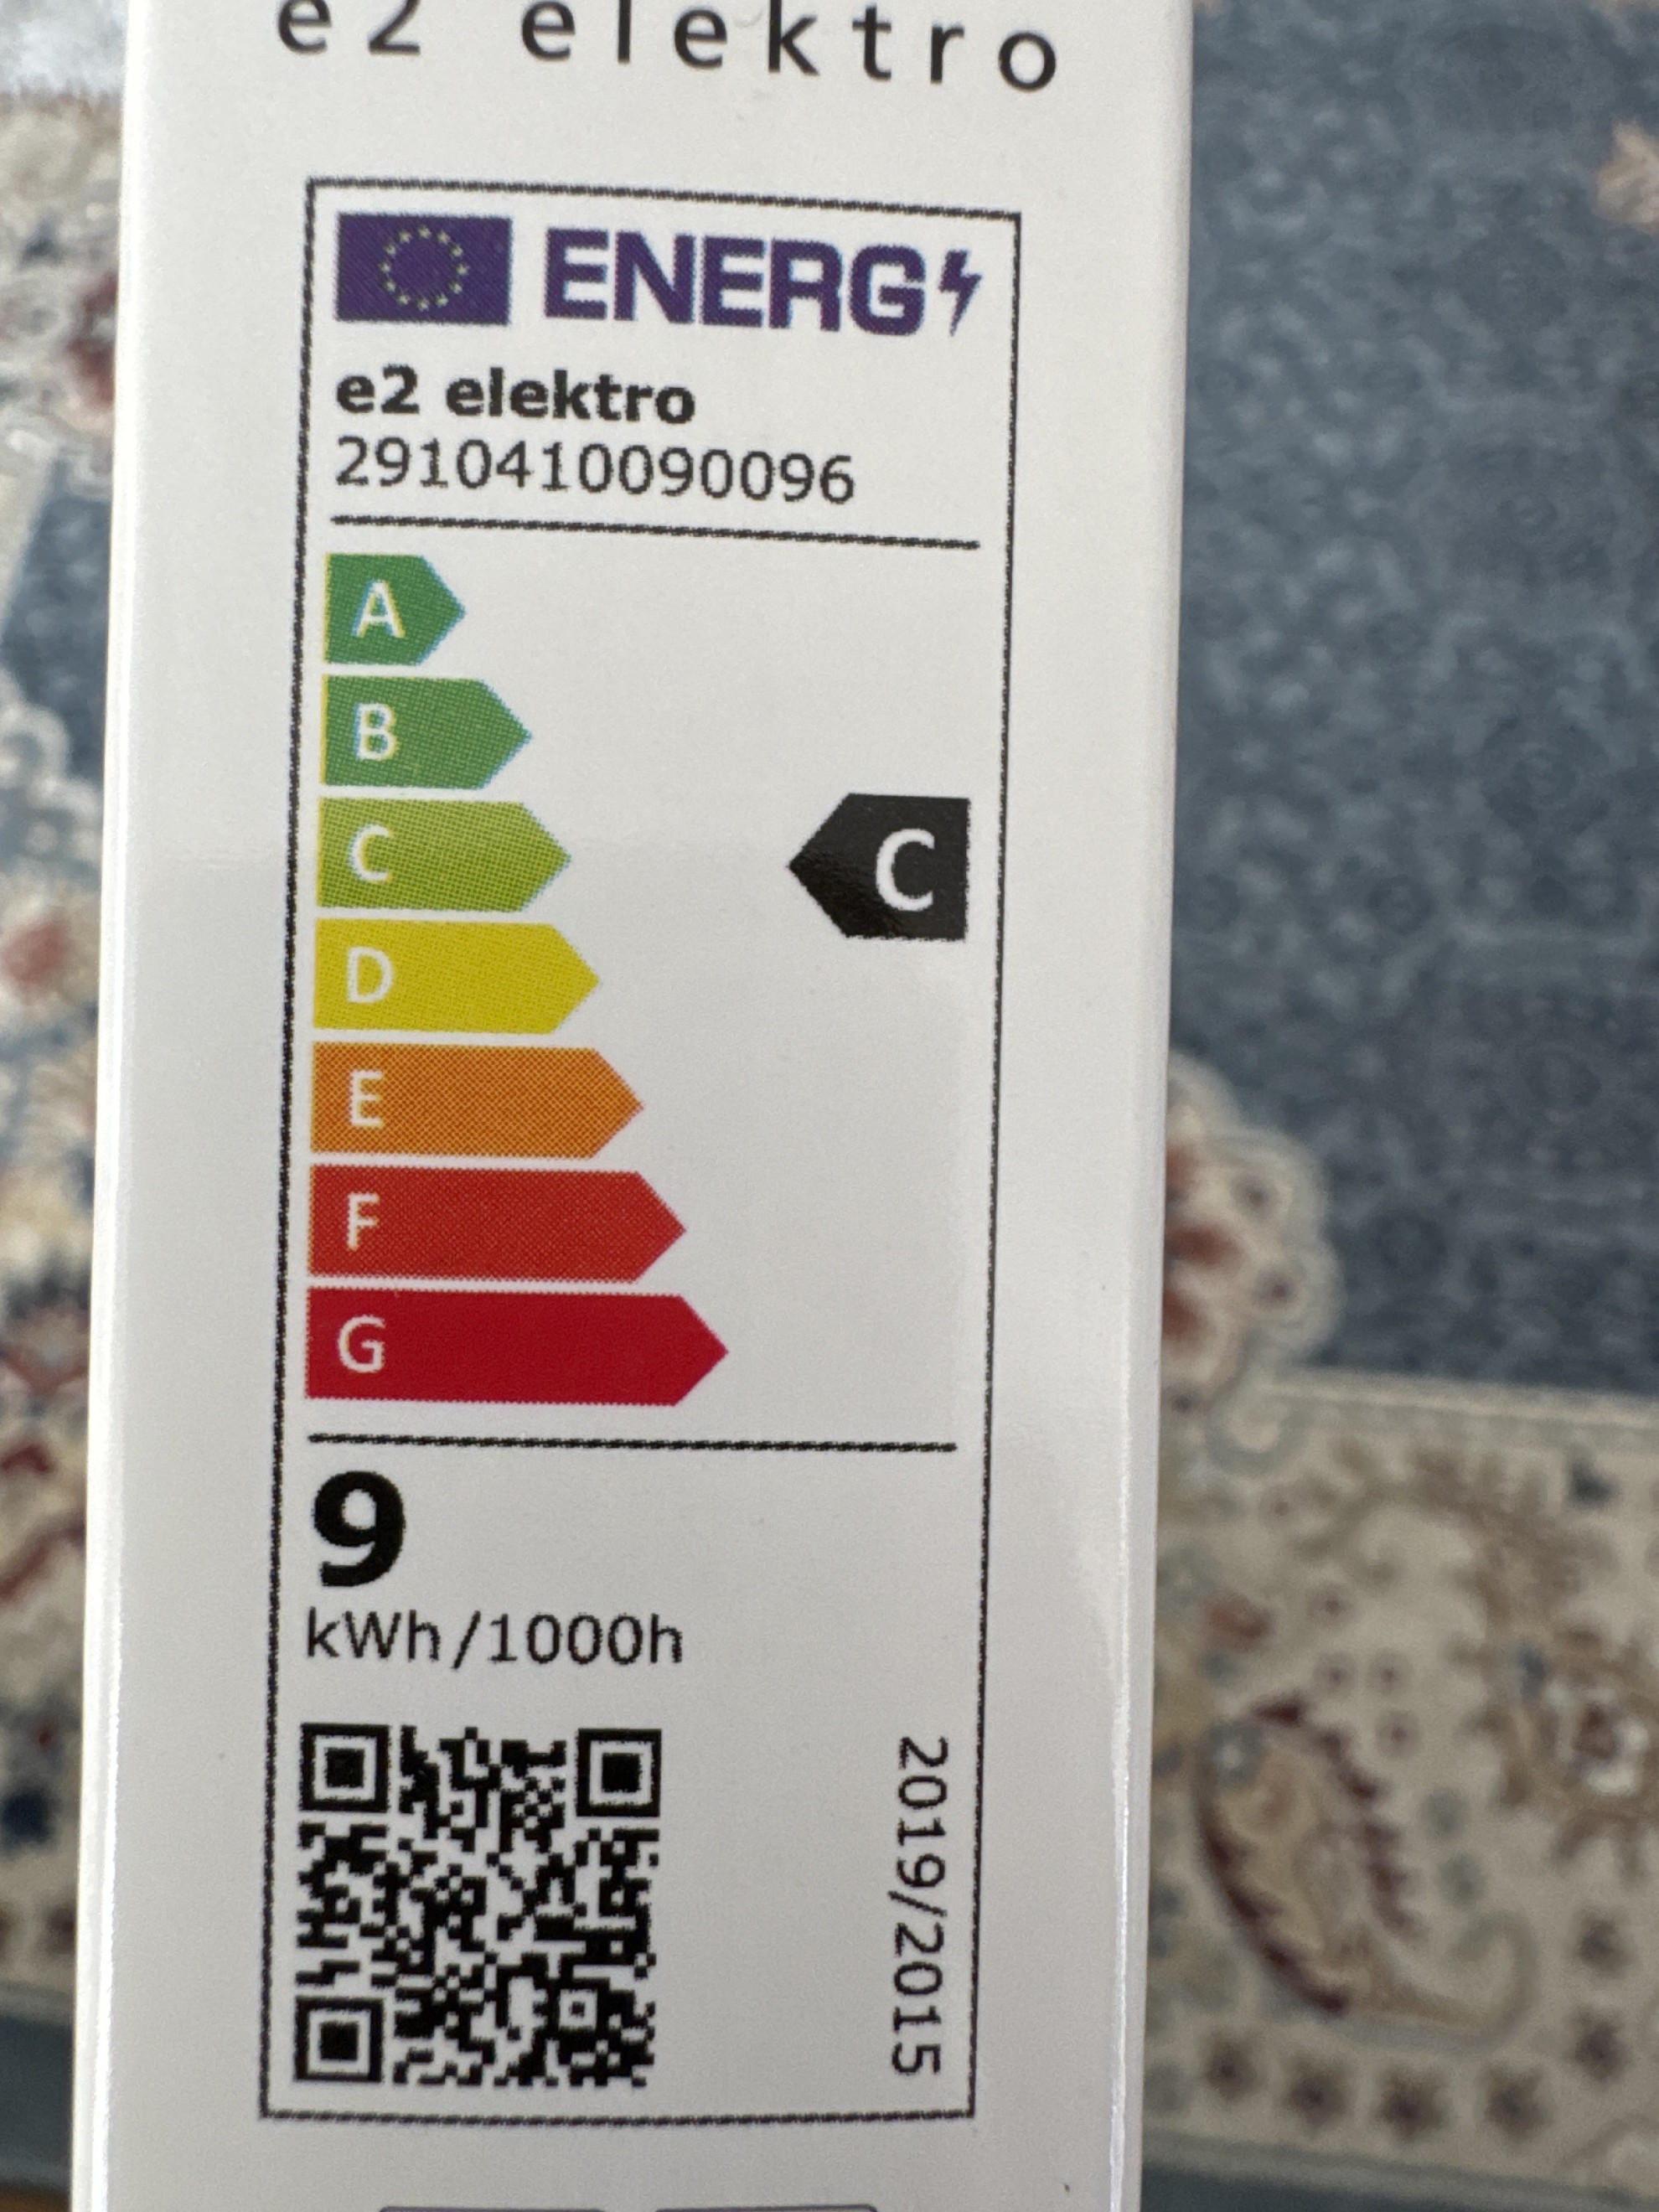 e2 elektro
ENERG
e2 elektro
2910410090096
A
B
C
C
D
E
F
G
9
kWh/1000h
2019/2015